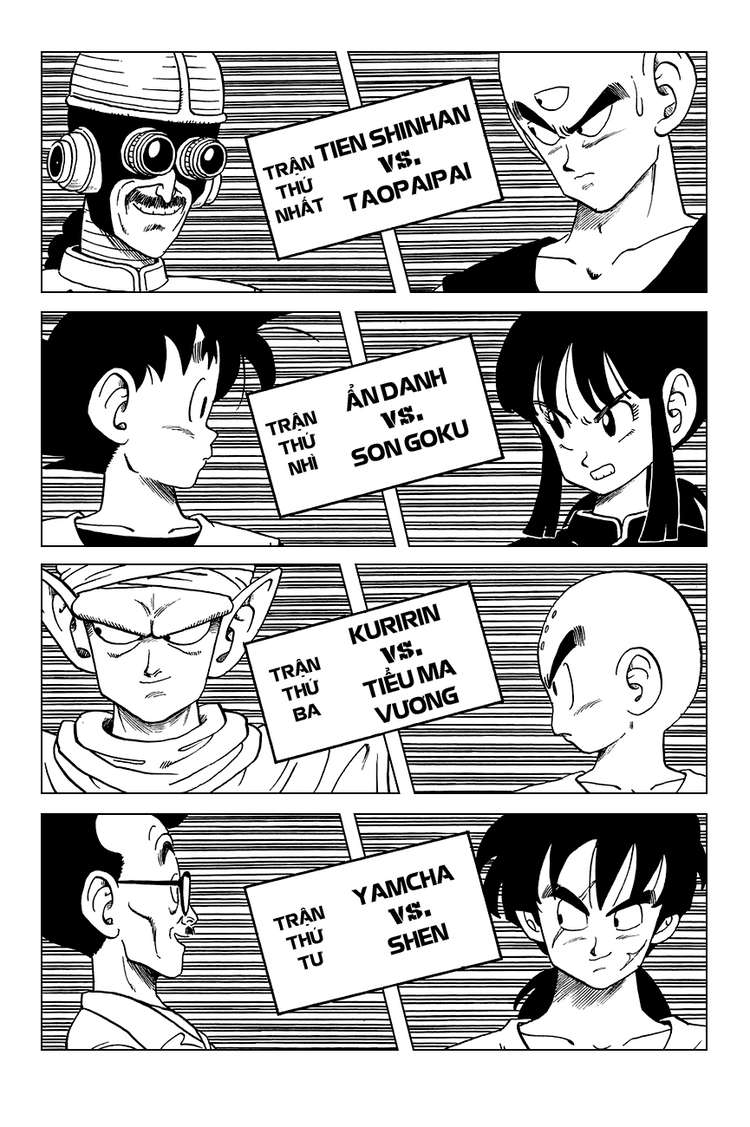 TRẬN
THỨ
NHẤT
TIEN SHINHAN
VS.
TAOPAIPAI
TRẬN
THỨ
NHÌ
ẨN DANH
VS.
SON GOKU
TRẬN
THỨ
BA
KURIRIN
VS.
TIỂU MA
VƯƠNG
TRẬN
THỨ
TƯ
YAMCHA
VS.
SHEN